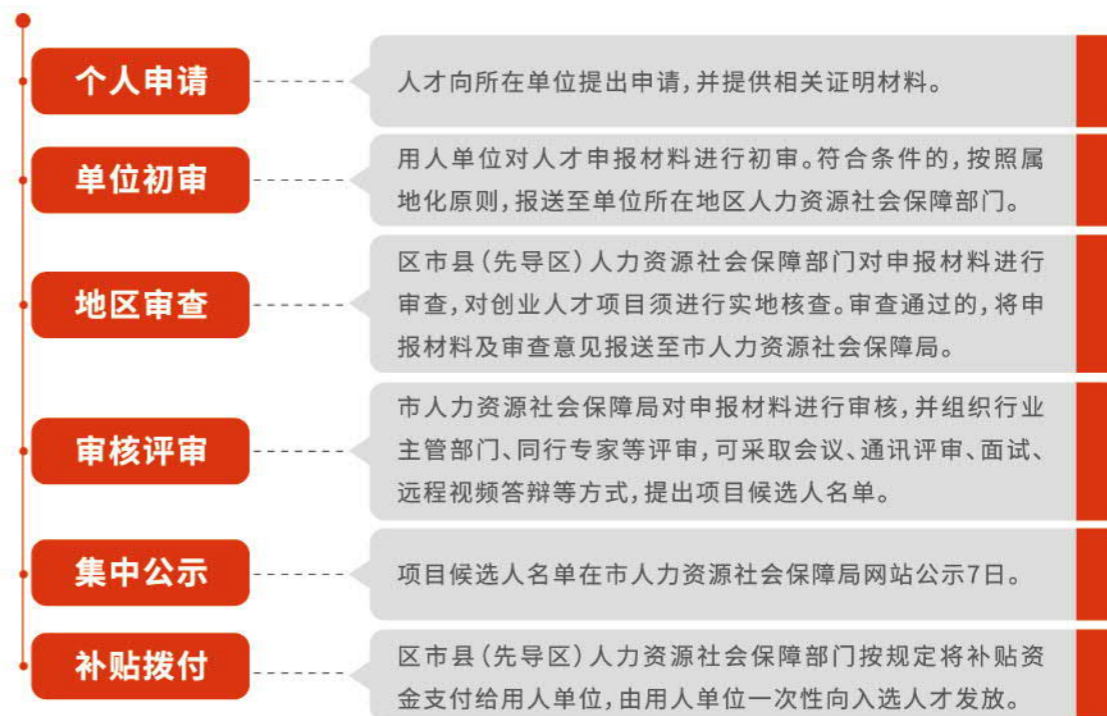 个人申请
人才向所在单位提出申请，并提供相关证明材料。
单位初审
用人单位对人才申报材料进行初审。符合条件的，按照属
地化原则，报送至单位所在地区人力资源社会保障部门。
地区审查
区市县（先导区）人力资源社会保障部门对申报材料进行
审查，对创业人才项目须进行实地核查。审查通过的，将申
报材料及审查意见报送至市人力资源社会保障局。
审核评审
市人力资源社会保障局对申报材料进行审核，并组织行业
主管部门、同行专家等评审，可采取会议、通讯评审、面试、
远程视频答辩等方式，提出项目候选人名单。
集中公示
项目候选人名单在市人力资源社会保障局网站公示7日。
补贴拨付
区市县（先导区）人力资源社会保障部门按规定将补贴资
金支付给用人单位，由用人单位一次性向入选人才发放。